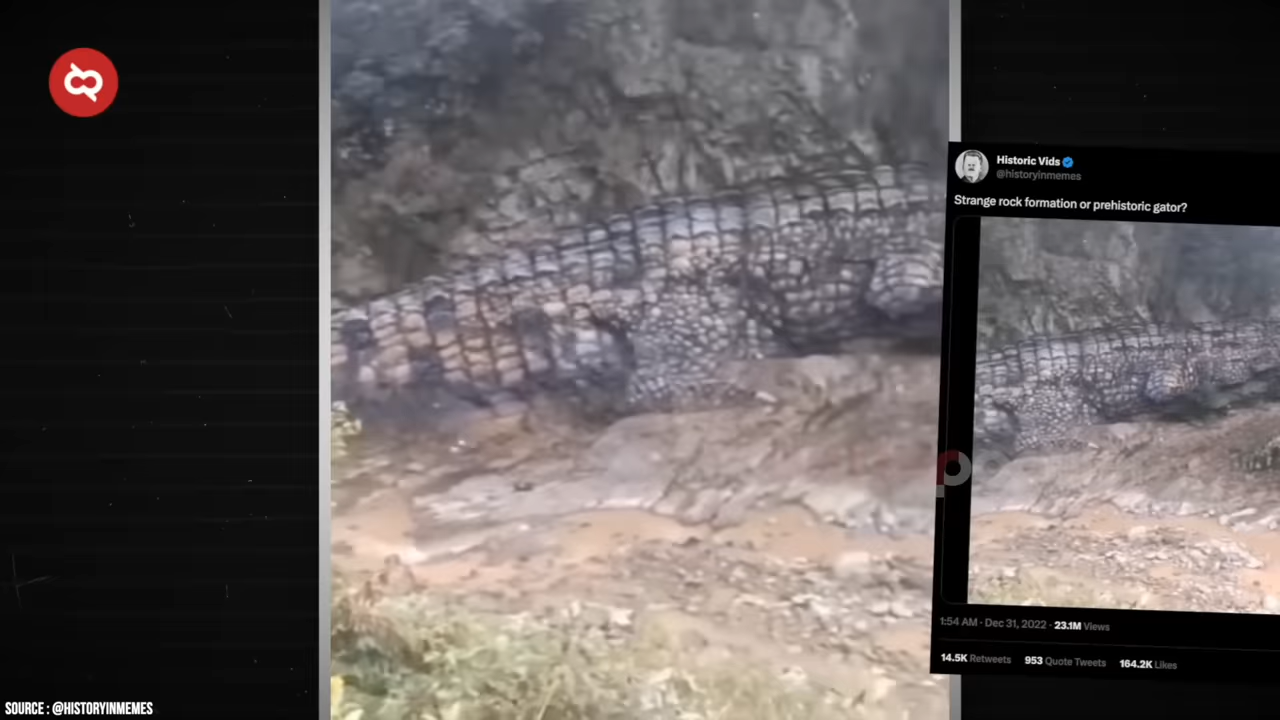 Historic Vids
@historyinmemes
Strange rock formation or prehistoric gator?
1:54 AM · Dec 31, 2022 · 23.1M Views
14.5K Retweets 953 Quote Tweets 164.2K Likes
SOURCE : @HISTORYINMEMES